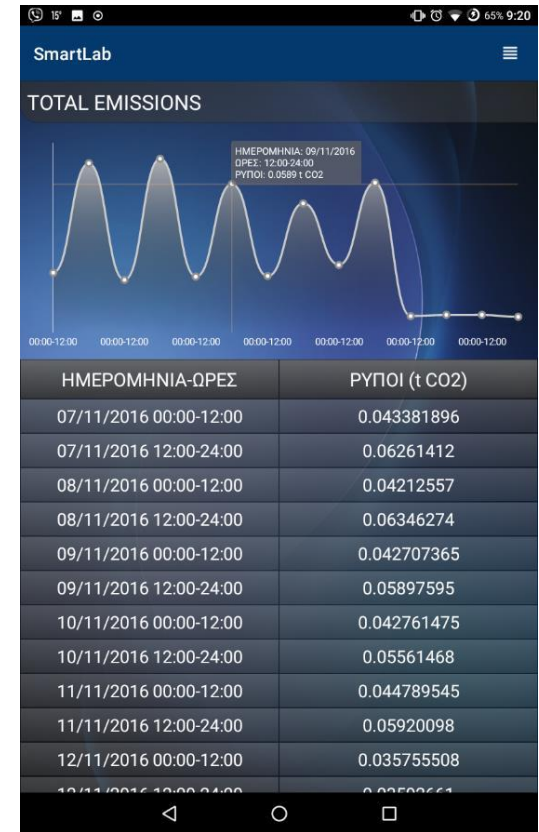 15° 65% 9:20
SmartLab
TOTAL EMISSIONS
ΗΜΕΡΟΜΗΝΙΑ: 09/11/2016
ΩΡΕΣ: 12:00-24:00
ΡΥΠΟΙ: 0.0589 t CO2
00:00-12:00 00:00-12:00 00:00-12:00 00:00-12:00 00:00-12:00 00:00-12:00 00:00-12:00
ΗΜΕΡΟΜΗΝΙΑ-ΩΡΕΣ ΡΥΠΟΙ (t CO2)
07/11/2016 00:00-12:00 0.043381896
07/11/2016 12:00-24:00 0.06261412
08/11/2016 00:00-12:00 0.04212557
08/11/2016 12:00-24:00 0.06346274
09/11/2016 00:00-12:00 0.042707365
09/11/2016 12:00-24:00 0.05897595
10/11/2016 00:00-12:00 0.042761475
10/11/2016 12:00-24:00 0.05561468
11/11/2016 00:00-12:00 0.044789545
11/11/2016 12:00-24:00 0.05920098
12/11/2016 00:00-12:00 0.035755508
12/11/2016 12:00-24:00